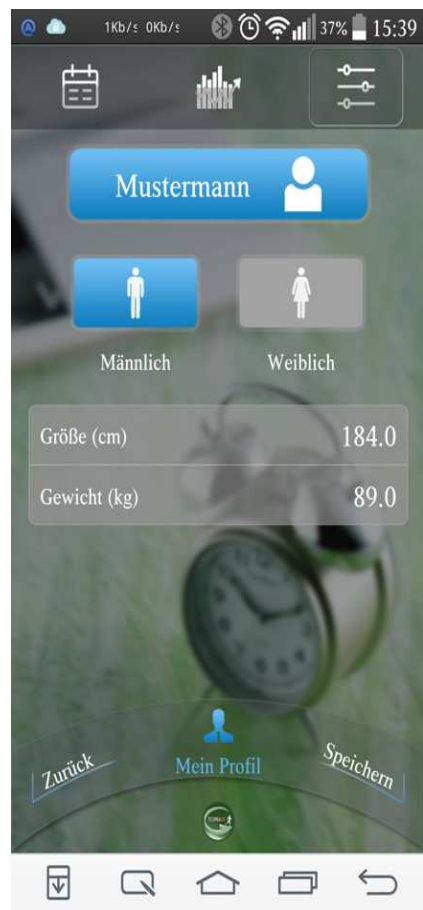 1Kb/s 0Kb/s 37% 15:39
Mustermann
Männlich Weiblich
Größe (cm) 184.0
Gewicht (kg) 89.0
Zurück Mein Profil Speichern